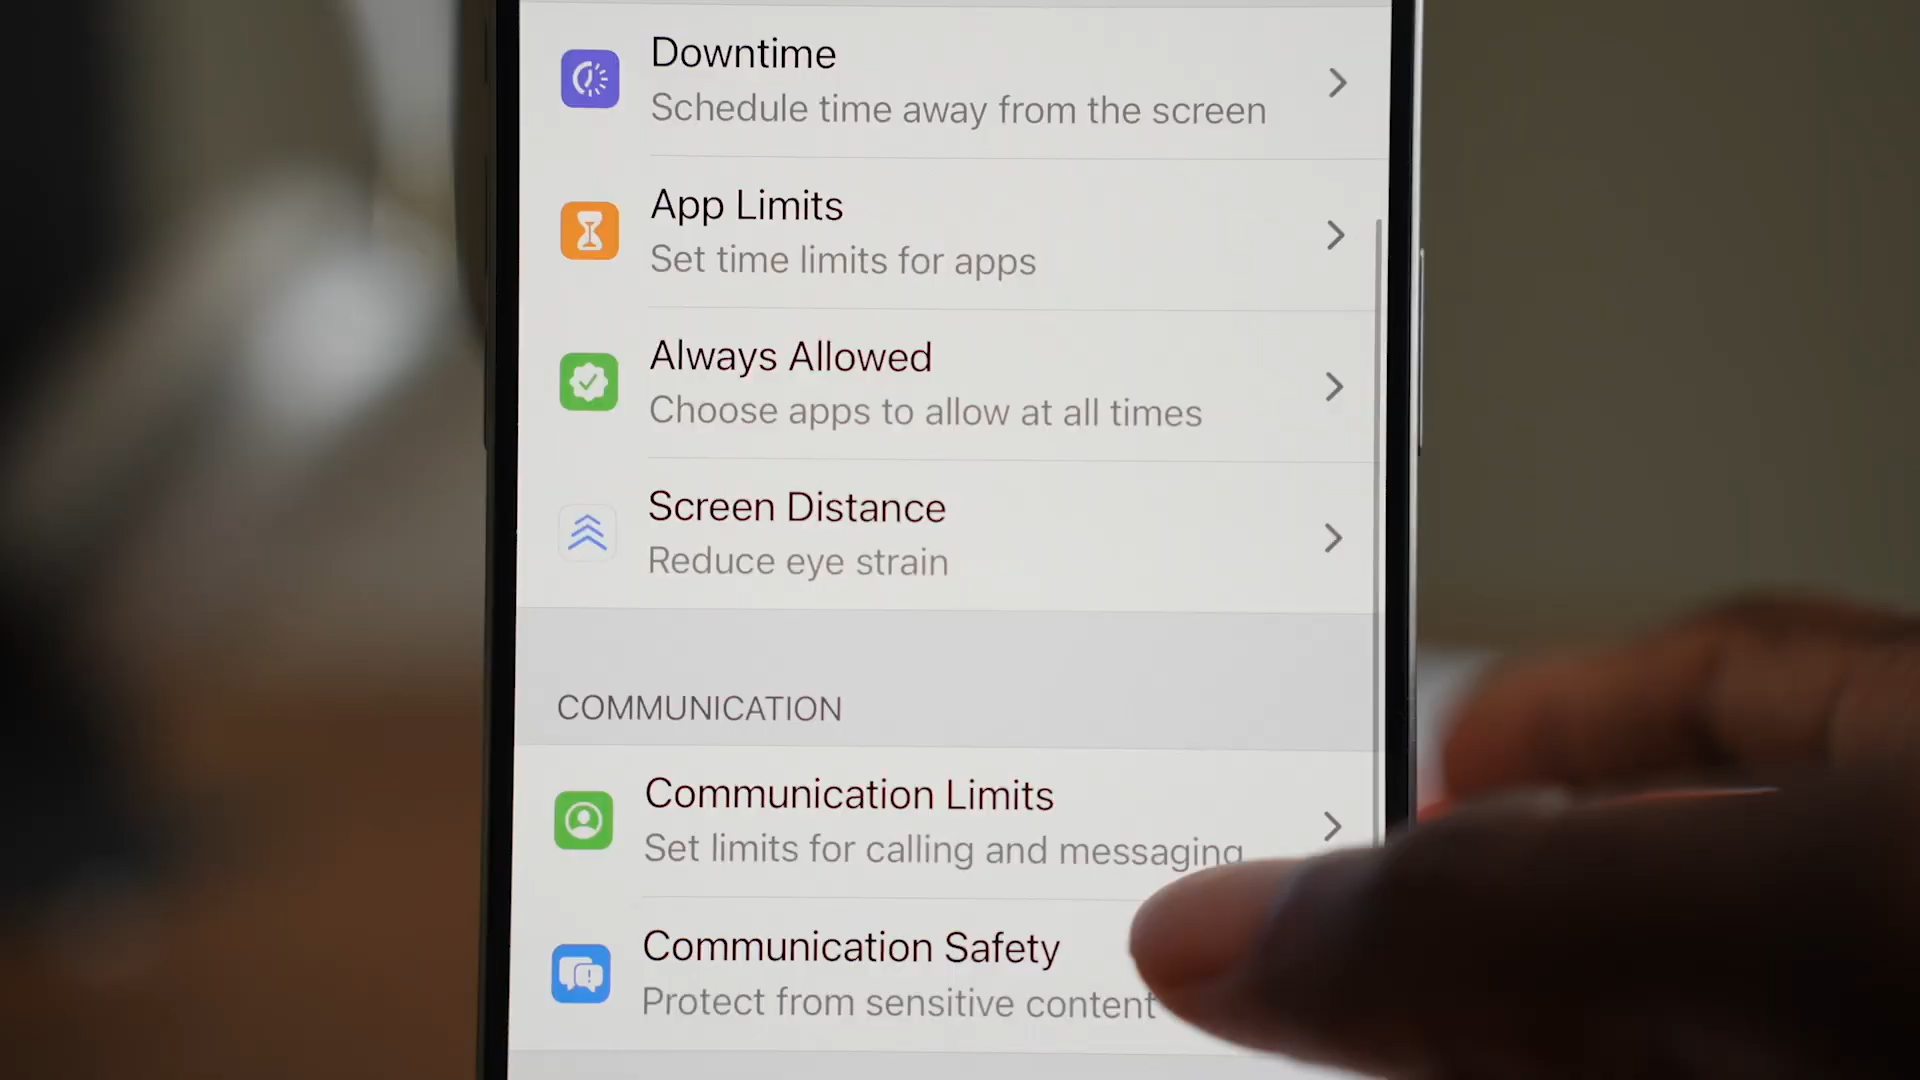 Downtime
Schedule time away from the screen
App Limits
Set time limits for apps
Always Allowed
Choose apps to allow at all times
Screen Distance
Reduce eye strain
COMMUNICATION
Communication Limits
Set limits for calling and messaging
Communication Safety
Protect from sensitive content